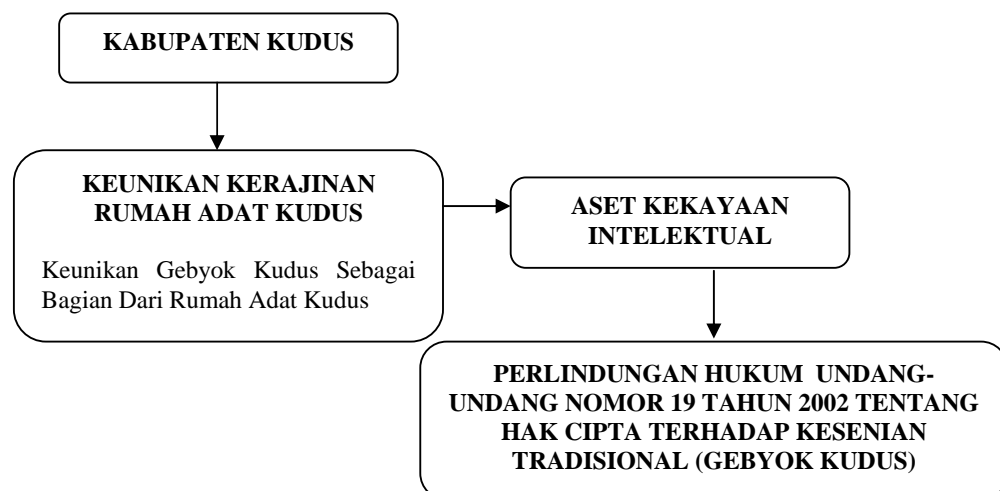 KABUPATEN KUDUS
KEUNIKAN KERAJINAN
RUMAH ADAT KUDUS
Keunikan Gebyok Kudus Sebagai
Bagian Dari Rumah Adat Kudus
ASET KEKAYAAN
INTELEKTUAL
PERLINDUNGAN HUKUM UNDANG-
UNDANG NOMOR 19 TAHUN 2002 TENTANG
HAK CIPTA TERHADAP KESENIAN
TRADISIONAL (GEBYOK KUDUS)